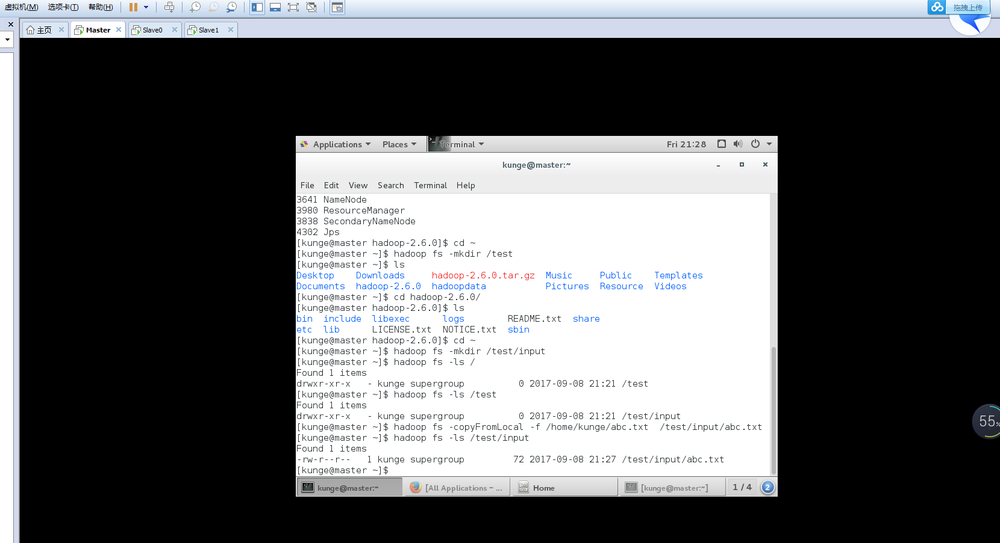 虚拟机(M) 选项卡(T) 帮助(H)
拖拽上传
主页 Master Slave0 Slave1
Applications Places Terminal Fri 21:28
kunge@master:~
File Edit View Search Terminal Help
3641 NameNode
3980 ResourceManager
3838 SecondaryNameNode
4302 Jps
[kunge@master hadoop-2.6.0]$ cd ~
[kunge@master ~]$ hadoop fs -mkdir /test
[kunge@master ~]$ ls
Desktop Downloads hadoop-2.6.0.tar.gz Music Public Templates
Documents hadoop-2.6.0 hadoopdata Pictures Resource Videos
[kunge@master ~]$ cd hadoop-2.6.0/
[kunge@master hadoop-2.6.0]$ ls
bin include libexec logs README.txt share
etc lib LICENSE.txt NOTICE.txt sbin
[kunge@master hadoop-2.6.0]$ cd ~
[kunge@master ~]$ hadoop fs -mkdir /test/input
[kunge@master ~]$ hadoop fs -ls /
Found 1 items
drwxr-xr-x - kunge supergroup 0 2017-09-08 21:21 /test
[kunge@master ~]$ hadoop fs -ls /test
Found 1 items
drwxr-xr-x - kunge supergroup 0 2017-09-08 21:21 /test/input
[kunge@master ~]$ hadoop fs -copyFromLocal -f /home/kunge/abc.txt /test/input/abc.txt
[kunge@master ~]$ hadoop fs -ls /test/input
Found 1 items
-rw-r--r-- 1 kunge supergroup 72 2017-09-08 21:27 /test/input/abc.txt
[kunge@master ~]$
kunge@master:~ [All Applications – ... Home [kunge@master:~] 1 / 4 2
55%